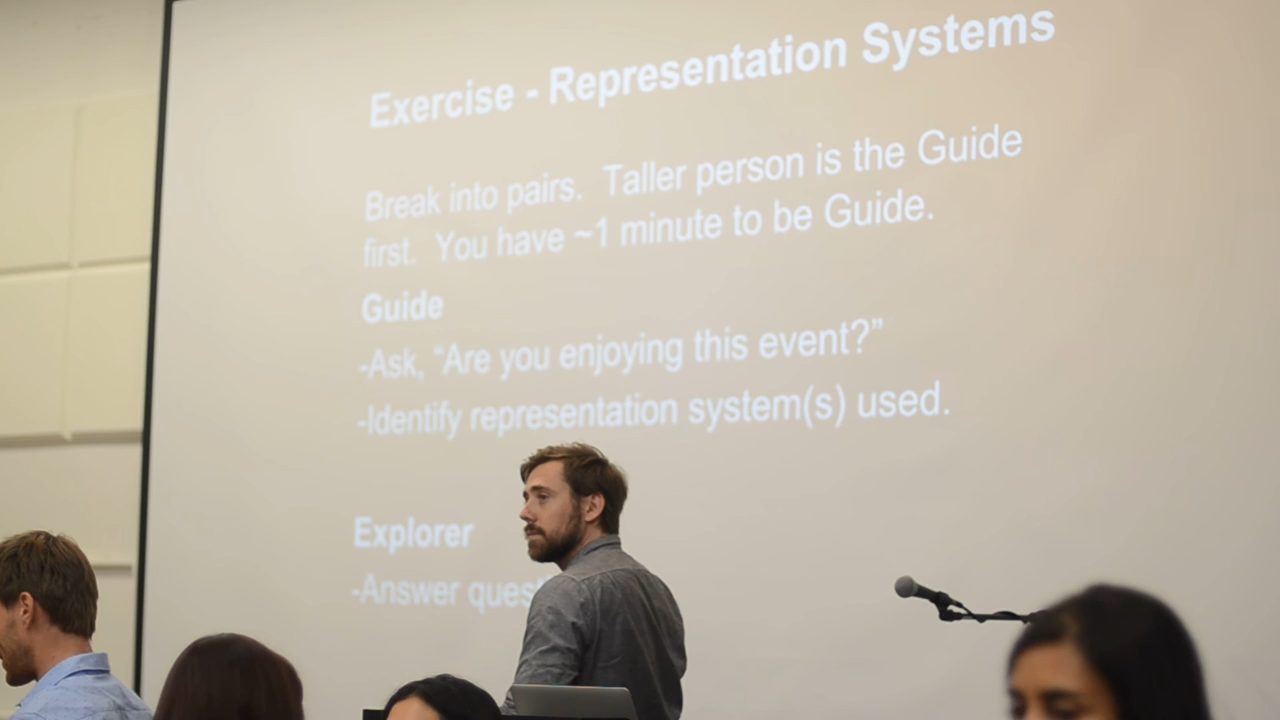 Exercise - Representation Systems
Break into pairs. Taller person is the Guide
first. You have ~1 minute to be Guide.
Guide
-Ask, “Are you enjoying this event?”
-Identify representation system(s) used.
Explorer
-Answer